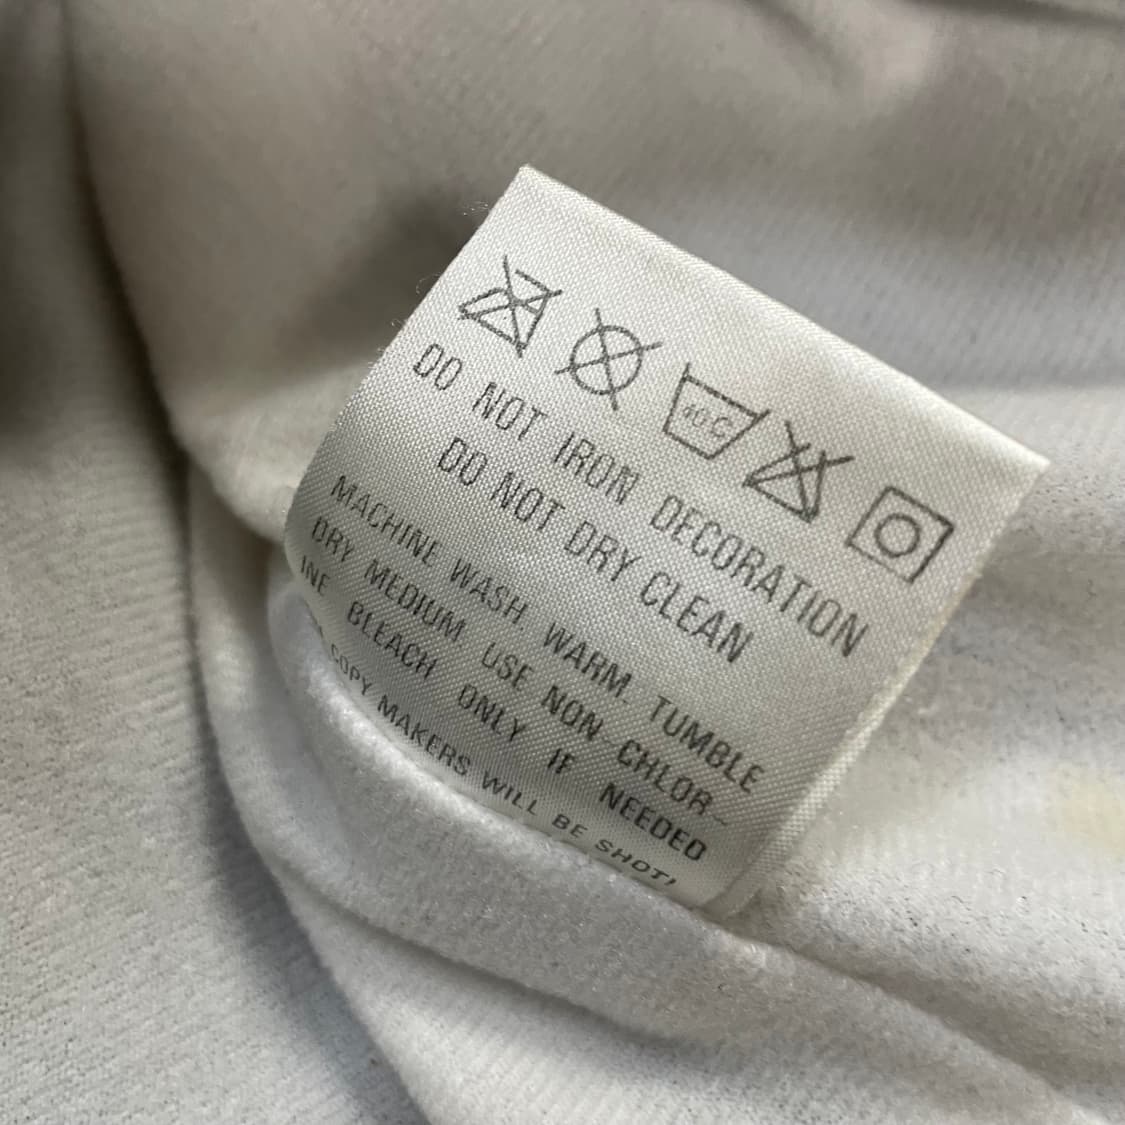 40°C
DO NOT IRON DECORATION
DO NOT DRY CLEAN
MACHINE WASH WARM. TUMBLE
DRY MEDIUM USE NON-CHLOR-
INE BLEACH ONLY IF NEEDED
COPY MAKERS WILL BE SHOT!